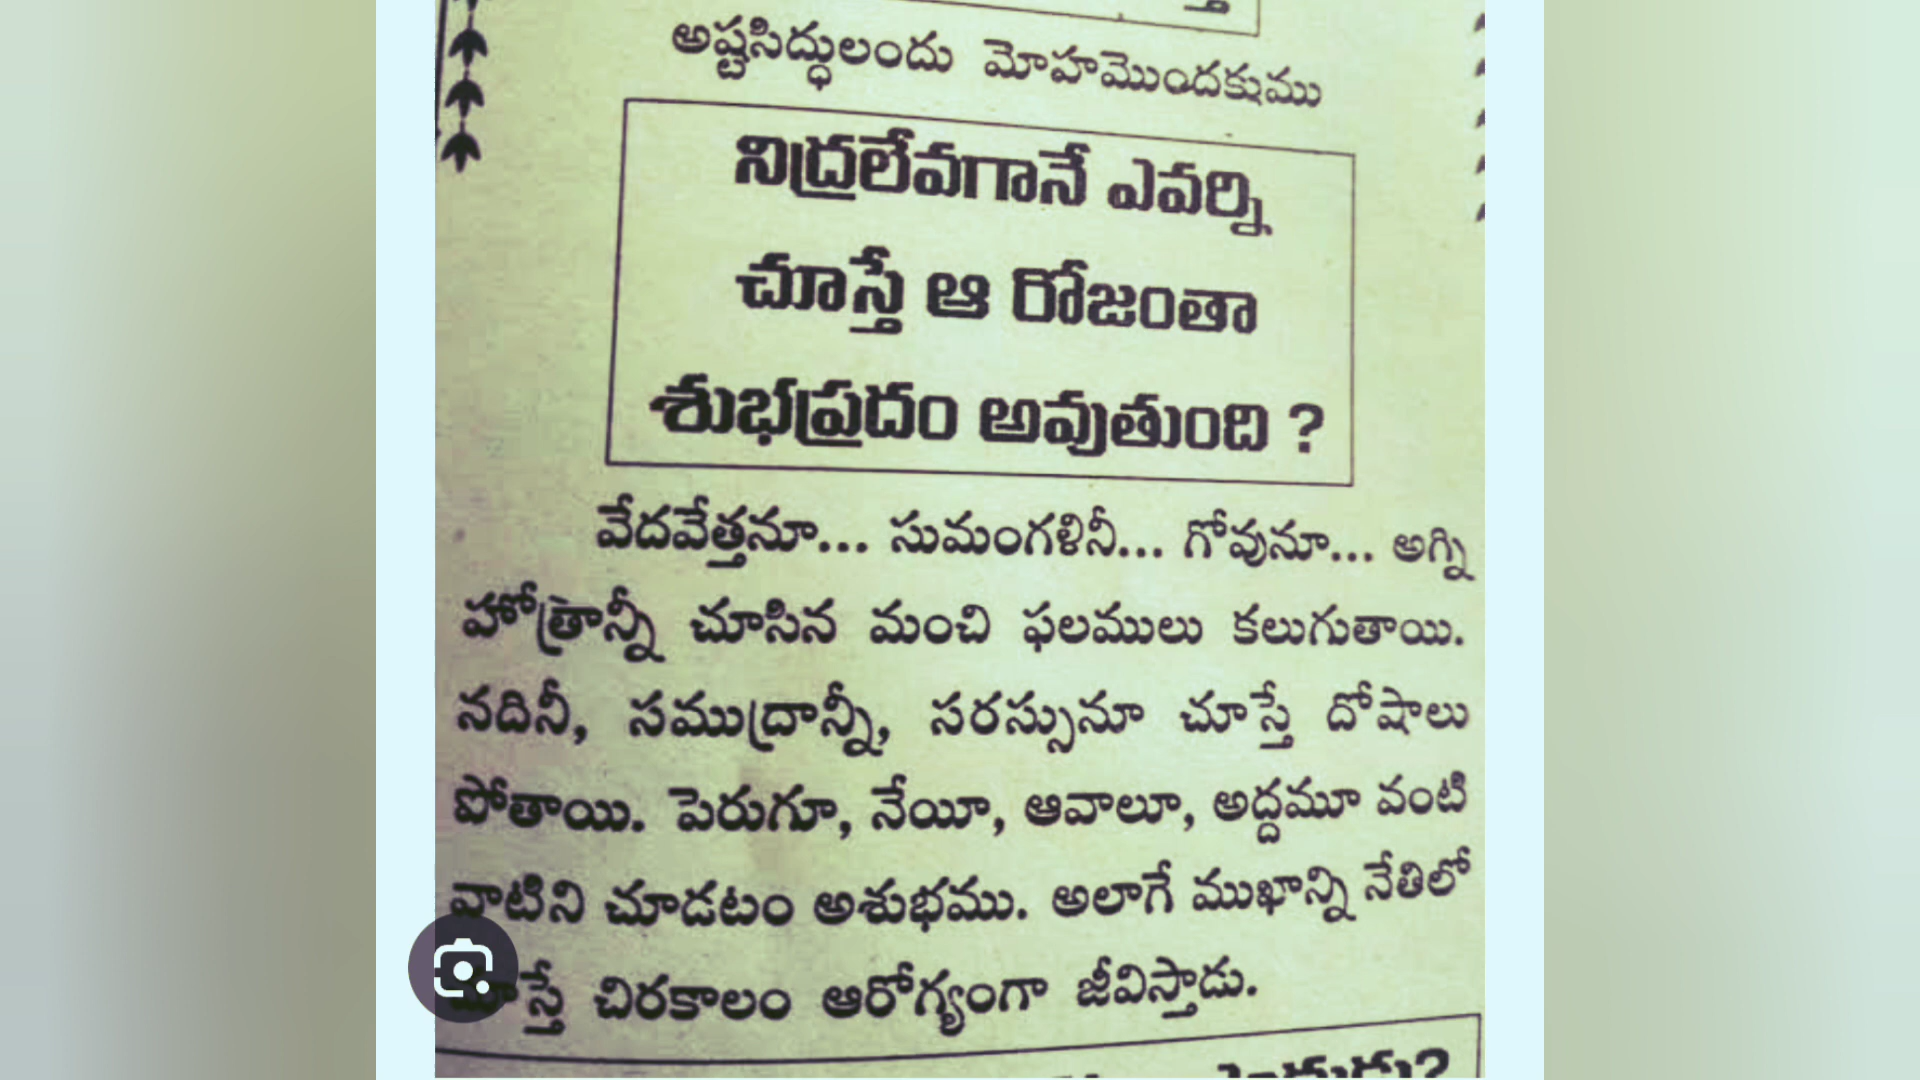 అష్టసిద్ధులందు మోహమొందకుము
నిద్రలేవగానే ఎవర్ని
చూస్తే ఆ రోజంతా
శుభప్రదం అవుతుంది ?
వేదవేత్తనూ... సుమంగళినీ... గోవునూ... అగ్ని
హోత్రాన్నీ చూసిన మంచి ఫలములు కలుగుతాయి.
నదినీ, సముద్రాన్నీ, సరస్సునూ చూస్తే దోషాలు
పోతాయి. పెరుగూ, నేయీ, ఆవాలూ, అద్దమూ వంటి
వాటిని చూడటం అశుభము. అలాగే ముఖాన్ని నేతిలో
చూస్తే చిరకాలం ఆరోగ్యంగా జీవిస్తాడు.